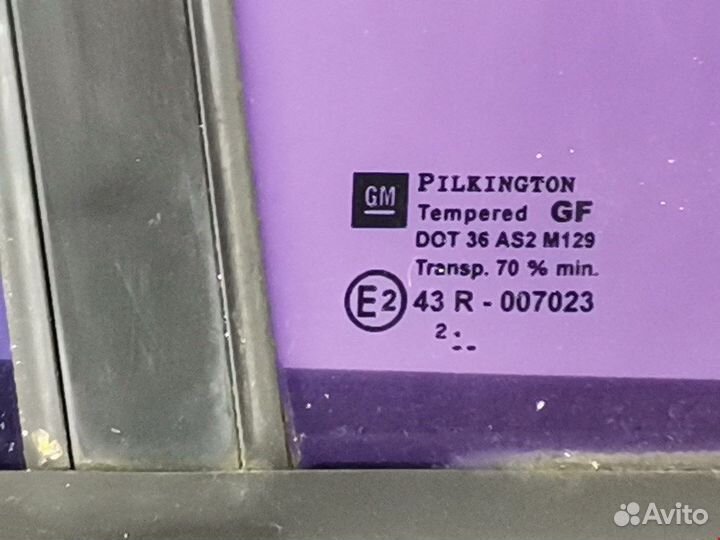 GM
PILKINGTON
Tempered GF
DOT 36 AS2 M129
Transp. 70 % min.
E2 43 R - 007023
2
Avito